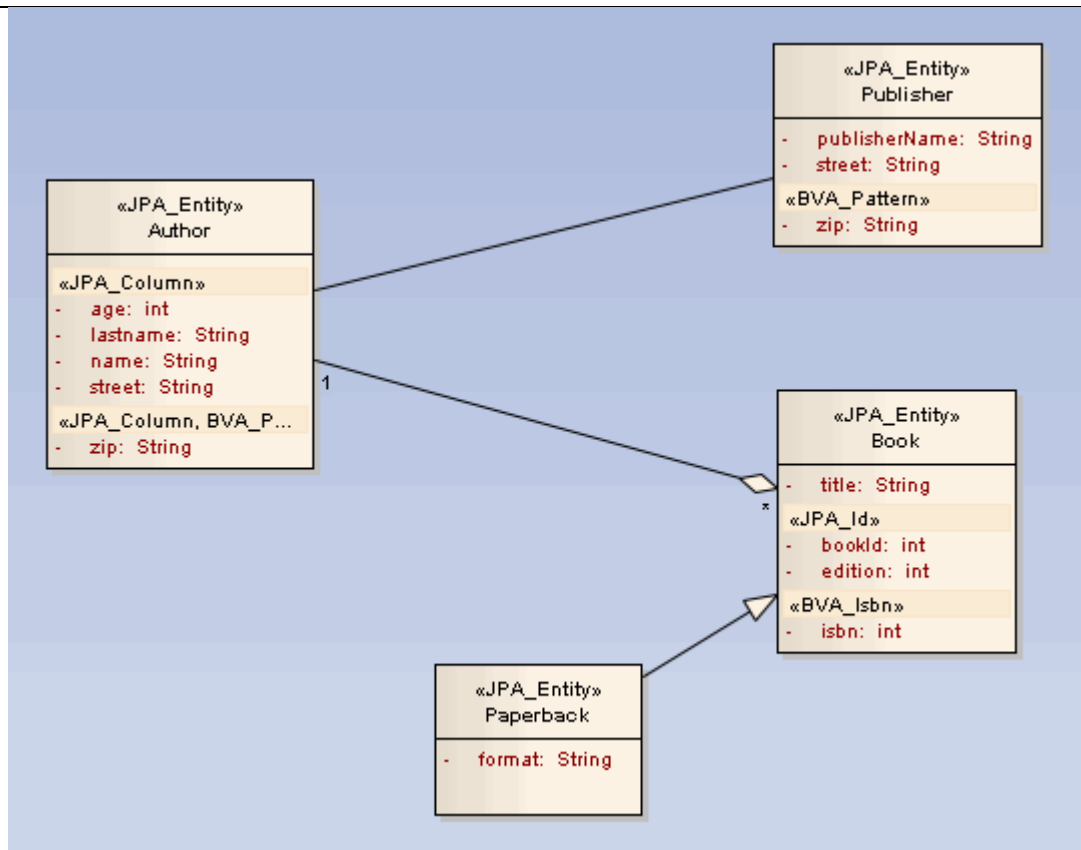 «JPA_Entity»
Publisher
- publisherName: String
- street: String
«BVA_Pattern»
- zip: String
«JPA_Entity»
Author
«JPA_Column»
- age: int
- lastname: String
- name: String
- street: String
«JPA_Column, BVA_P...
- zip: String
1
*
«JPA_Entity»
Book
- title: String
«JPA_Id»
- bookId: int
- edition: int
«BVA_Isbn»
- isbn: int
«JPA_Entity»
Paperback
- format: String